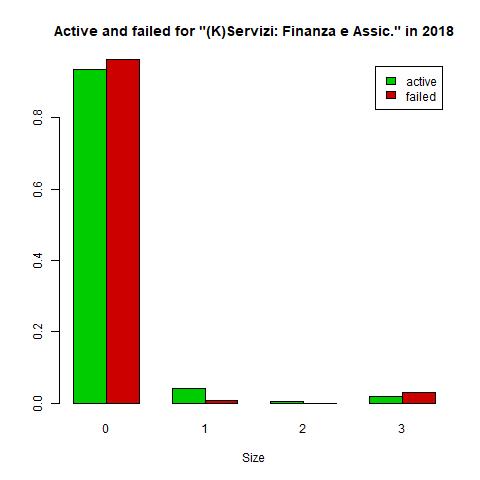 Active and failed for "(K)Servizi: Finanza e Assic." in 2018
active
failed
0.8
0.6
0.4
0.2
0.0
0 1 2 3
Size